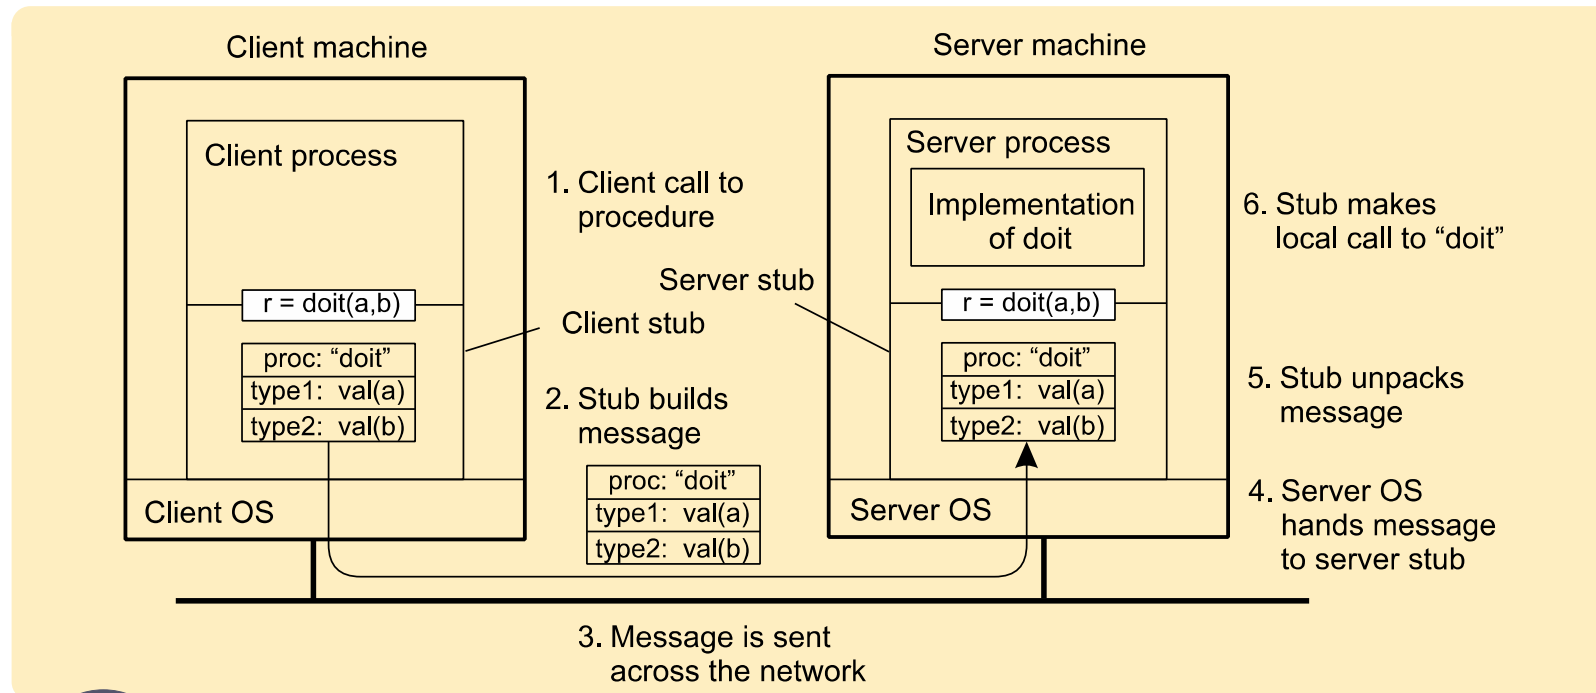 Client machine
Server machine
Client process
1. Client call to
procedure
r = doit(a,b)
Client stub
proc: “doit”
type1: val(a)
type2: val(b)
2. Stub builds
message
proc: “doit”
type1: val(a)
type2: val(b)
Client OS
3. Message is sent
across the network
Server process
Implementation
of doit
Server stub
r = doit(a,b)
proc: “doit”
type1: val(a)
type2: val(b)
Server OS
6. Stub makes
local call to “doit”
5. Stub unpacks
message
4. Server OS
hands message
to server stub